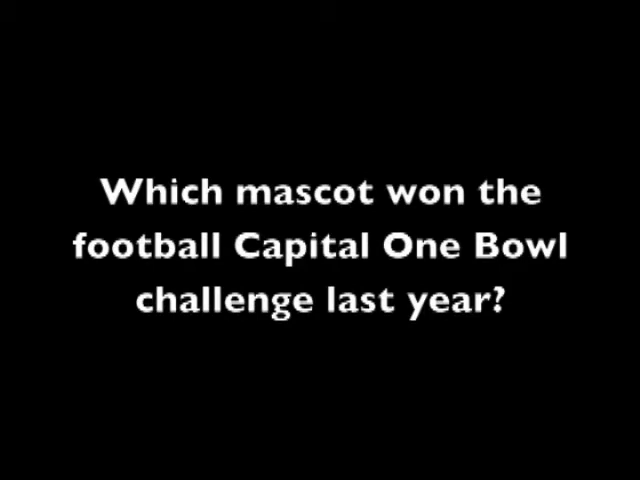 Which mascot won the
football Capital One Bowl
challenge last year?